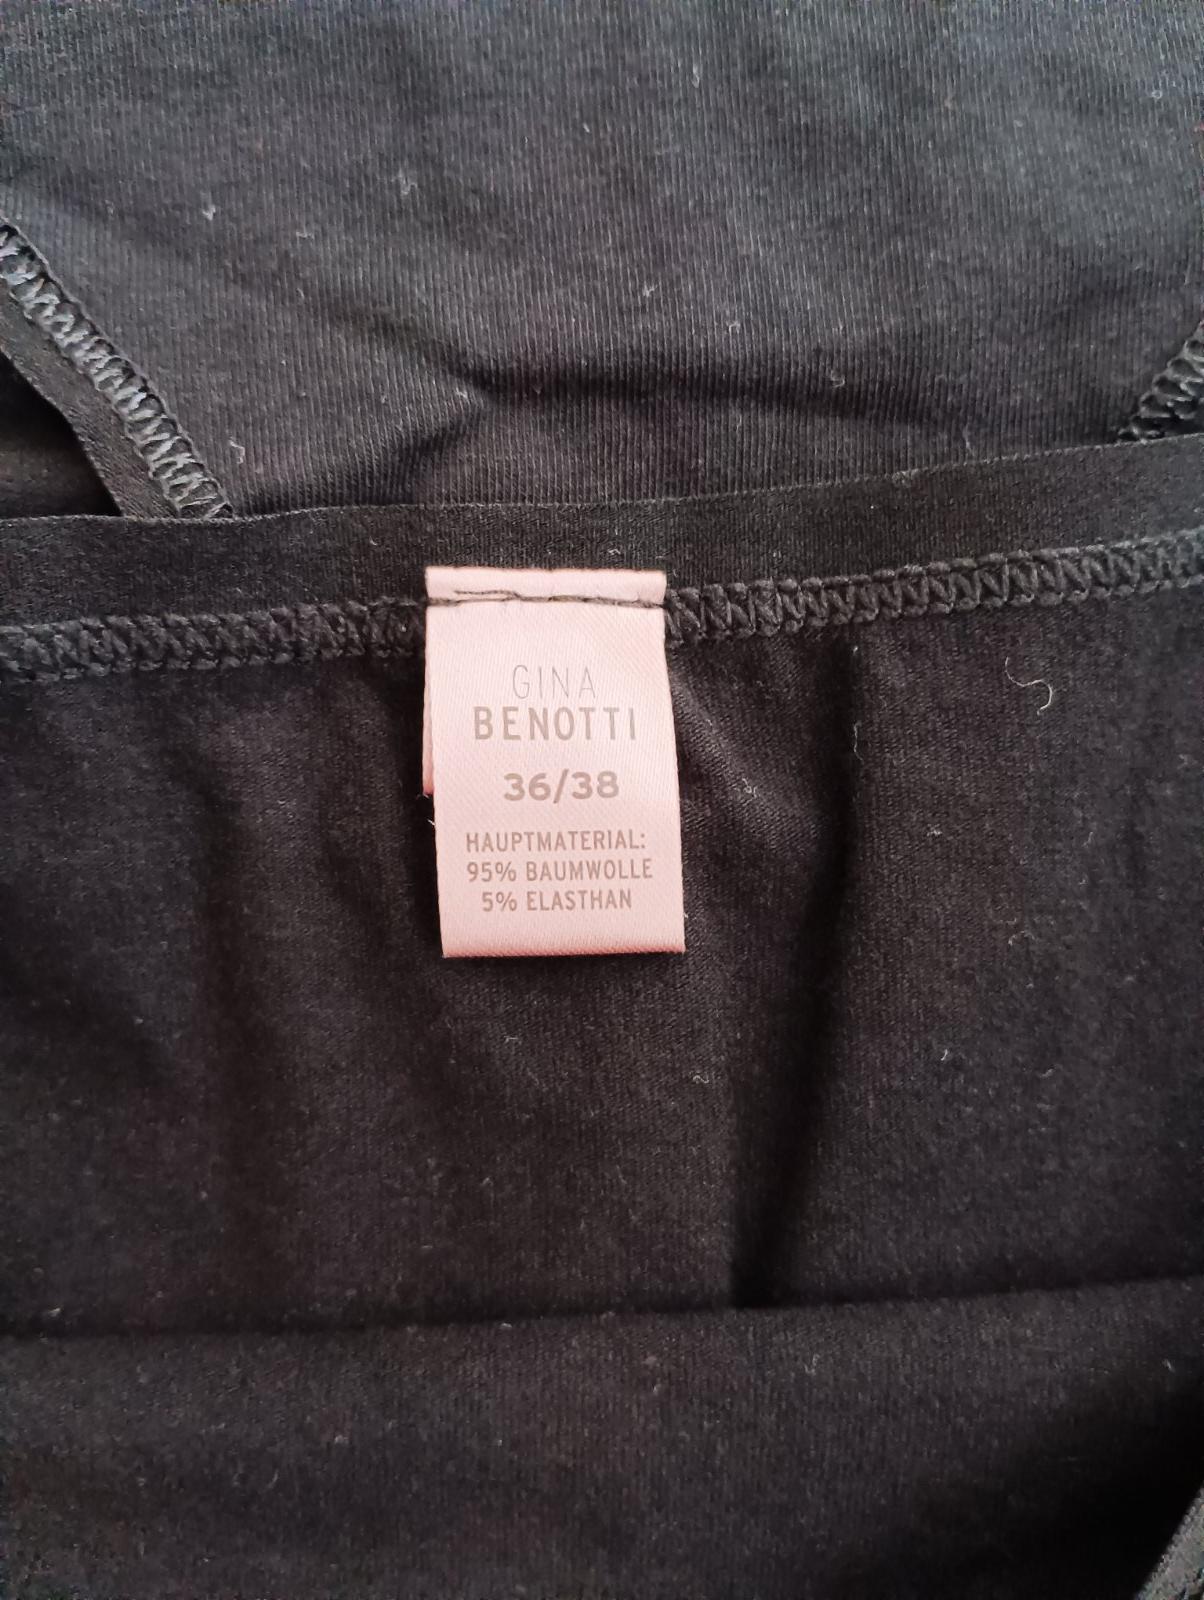 GINA
BENOTTI
36/38
HAUPTMATERIAL:
95% BAUMWOLLE
5% ELASTHAN